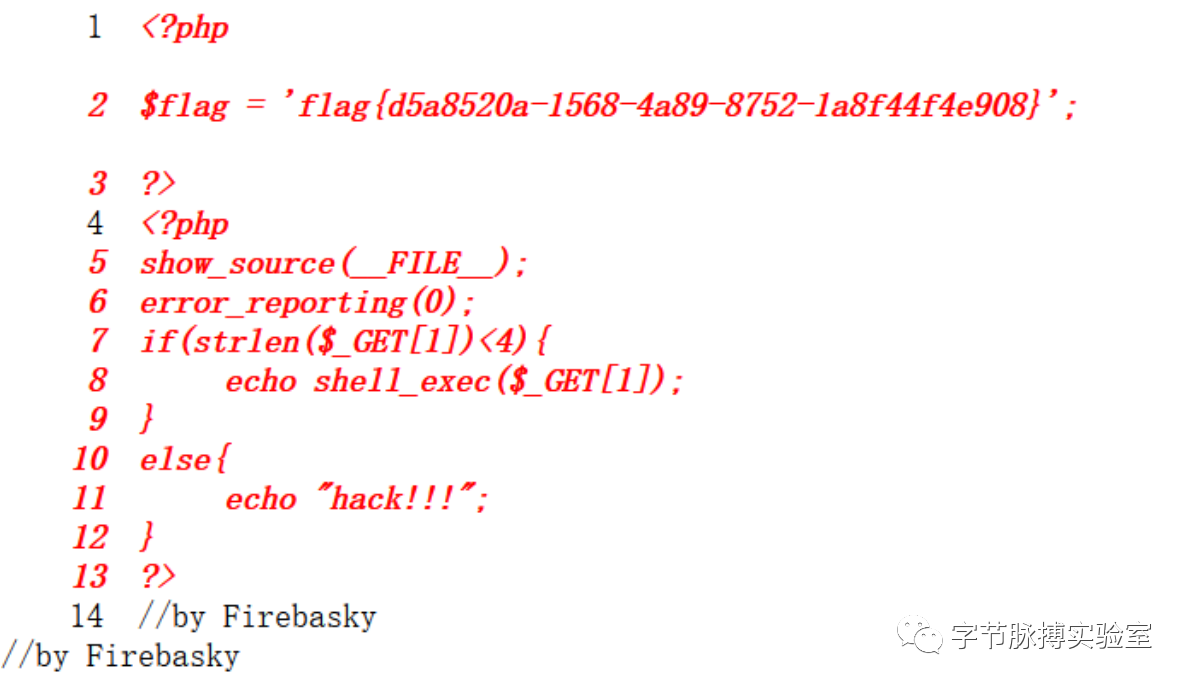 1 <?php
2 $flag = 'flag{d5a8520a-1568-4a89-8752-1a8f44f4e908}';
3 ?>
4 <?php
5 show_source(__FILE__);
6 error_reporting(0);
7 if(strlen($_GET[1])<4){
8 echo shell_exec($_GET[1]);
9 }
10 else{
11 echo "hack!!!";
12 }
13 ?>
14 //by Firebasky
//by Firebasky
字节脉搏实验室